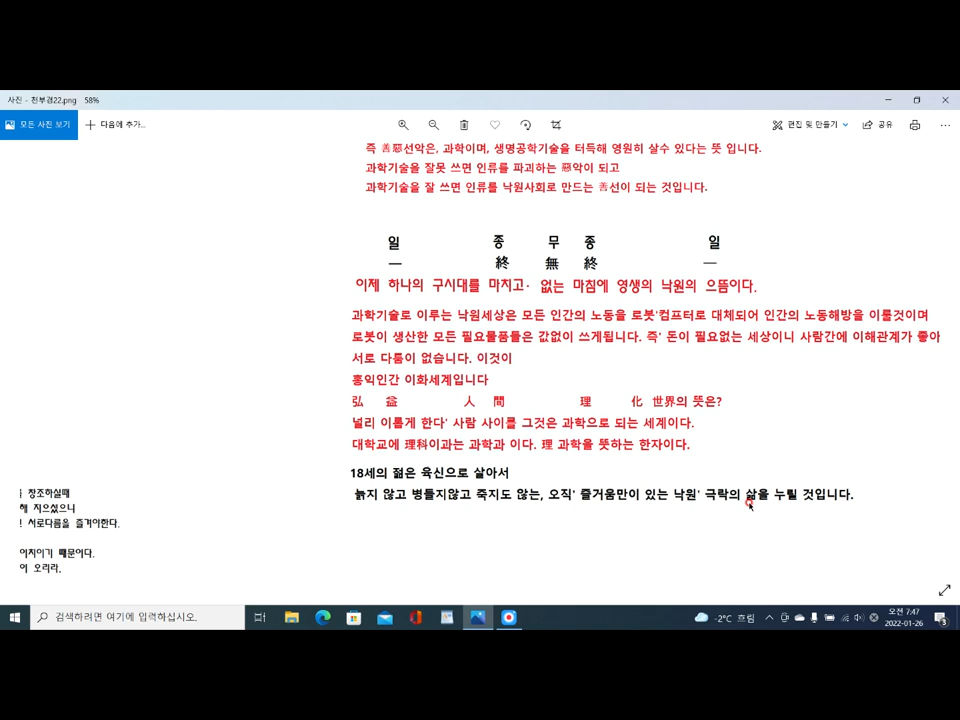 사진 - 천부경22.png 58%
모든 사진 보기 다음에 추가... 편집 및 만들기 공유
즉 善惡선악은, 과학이며, 생명공학기술을 터득해 영원히 살수 있다는 뜻 입니다.
과학기술을 잘못 쓰면 인류를 파괴하는 惡악이 되고
과학기술을 잘 쓰면 인류를 낙원사회로 만드는 善선이 되는 것입니다.
일 종 무 종 일
一 終 無 終 一
이제 하나의 구시대를 마치고· 없는 마침에 영생의 낙원의 으뜸이다.
과학기술로 이루는 낙원세상은 모든 인간의 노동을 로봇'컴프터로 대체되어 인간의 노동해방을 이룰것이며
로봇이 생산한 모든 필요물품들은 값없이 쓰게됩니다. 즉' 돈이 필요없는 세상이니 사람간에 이해관계가 좋아
서로 다툼이 없습니다. 이것이
홍익인간 이화세계입니다
弘 益 人 間 理 化 世界의 뜻은?
널리 이롭게 한다' 사람 사이를 그것은 과학으로 되는 세계이다.
대학교에 理科이과는 과학과 이다. 理 과학을 뜻하는 한자이다.
18세의 젊은 육신으로 살아서
늙지 않고 병들지않고 죽지도 않는, 오직' 즐거움만이 있는 낙원' 극락의 삶을 누릴 것입니다.
창조하실때
해 지으셨으니
! 서로다름을 즐겨야한다.
이치이기 때문이다.
이 오리라.
검색하려면 여기에 입력하십시오.
-2°C 흐림
오전 7:47
2022-01-26
3